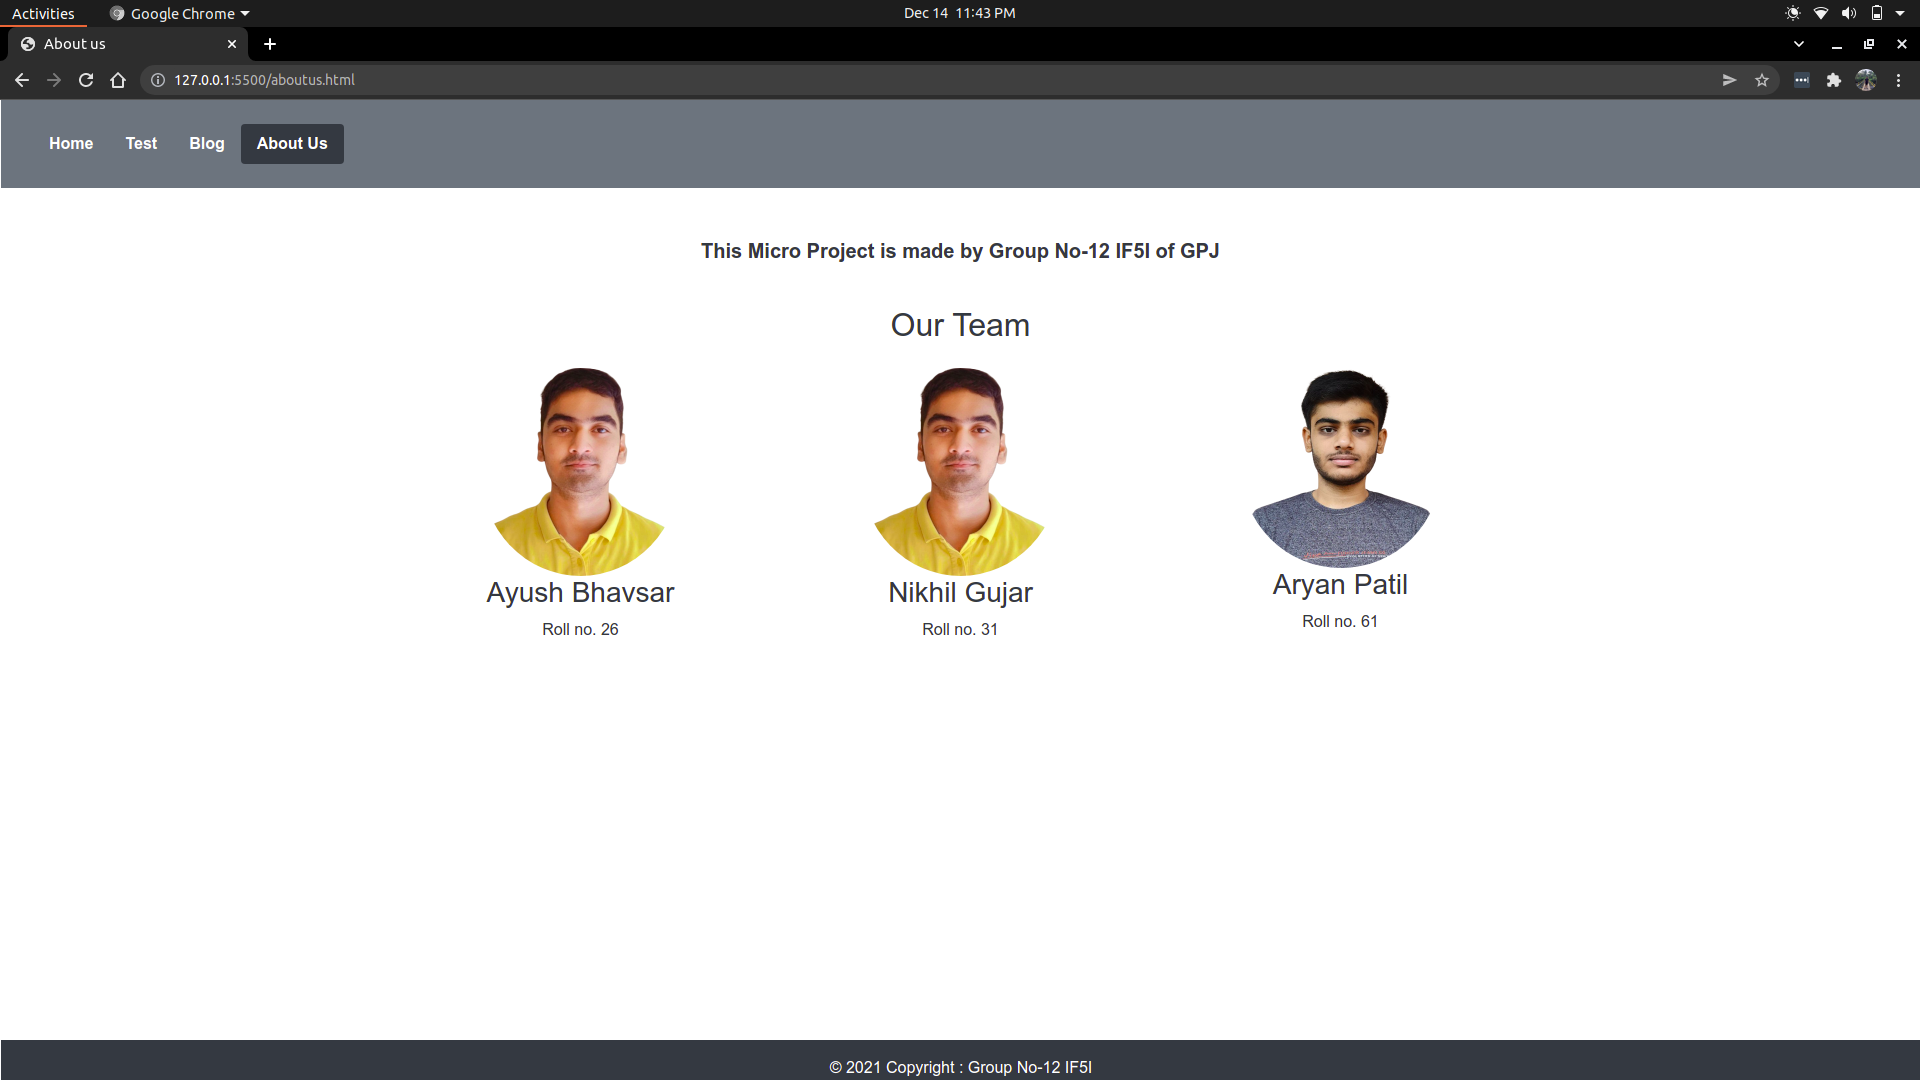 Activities Google Chrome Dec 14 11:43 PM
About us
127.0.0.1:5500/aboutus.html
Home Test Blog About Us
This Micro Project is made by Group No-12 IF5I of GPJ
Our Team
Ayush Bhavsar
Roll no. 26
Nikhil Gujar
Roll no. 31
Aryan Patil
Roll no. 61
© 2021 Copyright : Group No-12 IF5I